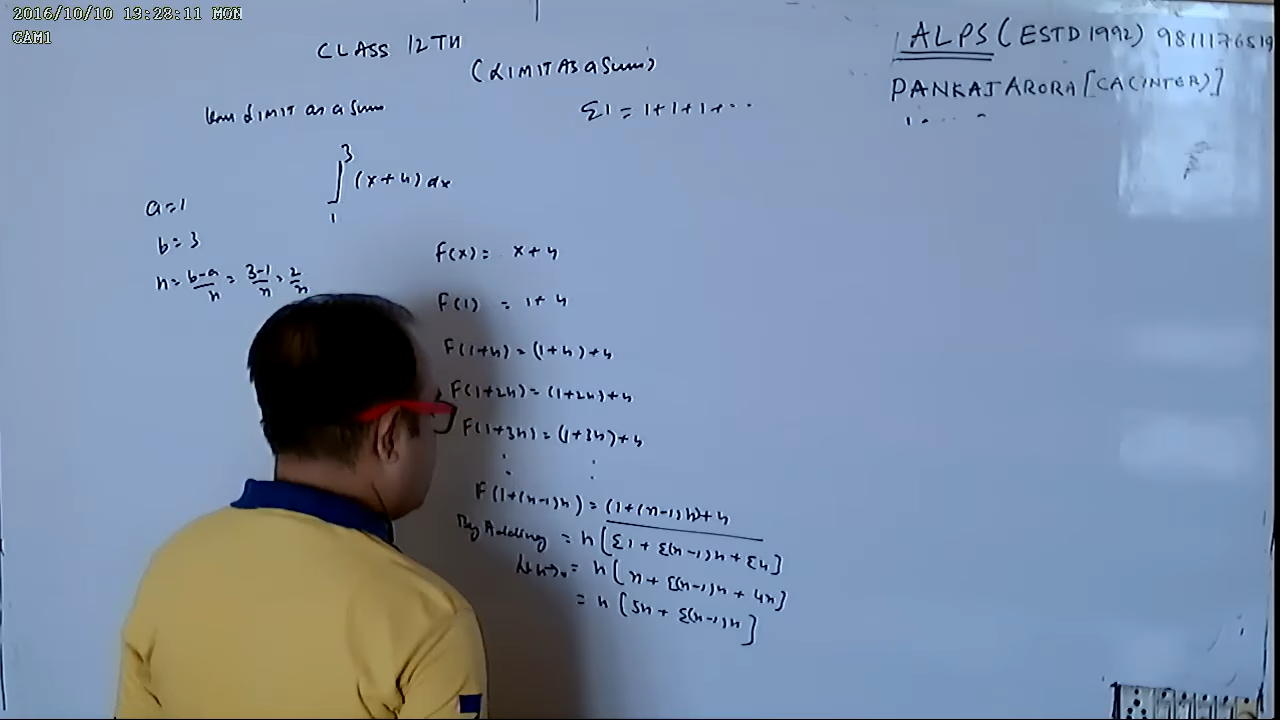 2016/10/10 13:28:11 MON
CAM1
CLASS 12TH
(LIMIT AS a Sum)
ALPS (ESTD 1992) 9811176519
PANKAJ ARORA [CA(INTER)]
LIMIT as a Sum
Σ1 = 1+1+1+...
∫₁³ (x+4) dx
a=1
b=3
h = b-a/n = 3-1/n = 2/n
F(x) = x+4
F(1) = 1+4
F(1+h) = (1+h)+4
F(1+2h) = (1+2h)+4
F(1+3h) = (1+3h)+4
F(1+(n-1)h) = (1+(n-1)h)+4
By Adding = h[Σ1 + Σ(n-1)h + Σ4]
= h[n + Σ(n-1)h + 4n]
= h[5n + Σ(n-1)h]